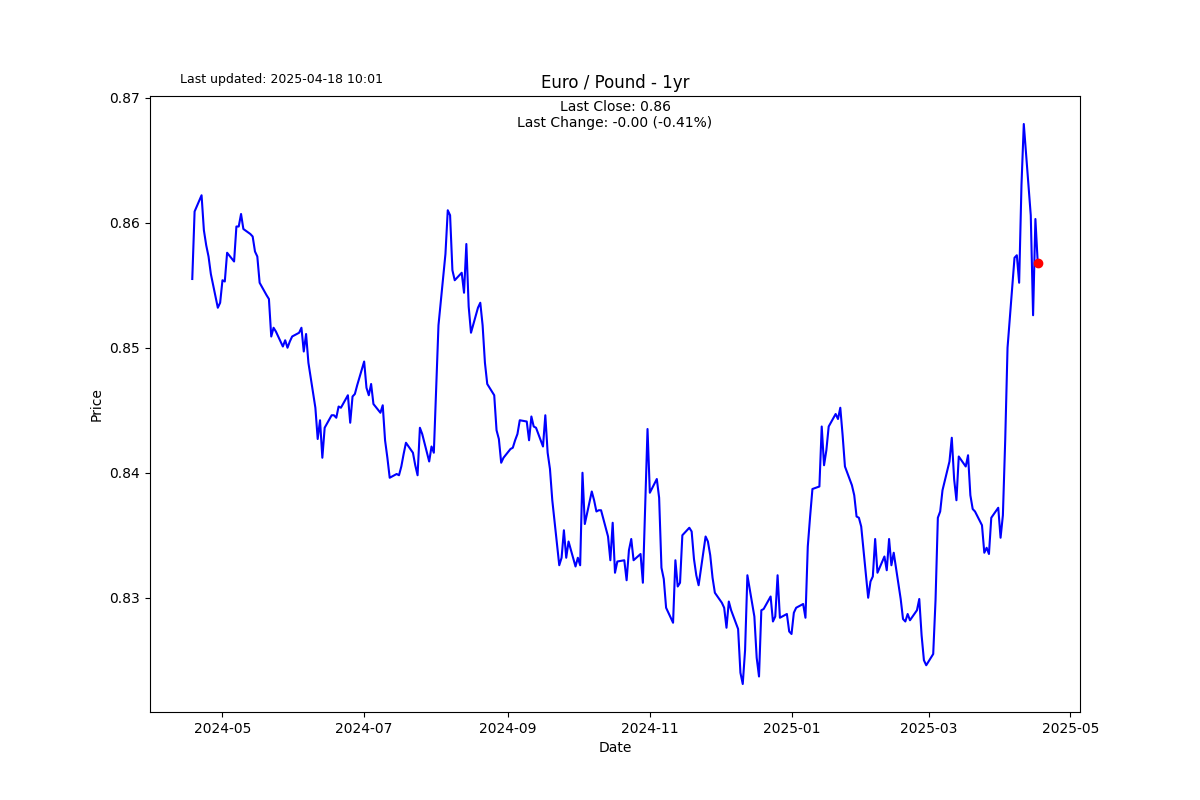 Last updated: 2025-04-18 10:01
Euro / Pound - 1yr
Last Close: 0.86
Last Change: -0.00 (-0.41%)
0.87
0.86
0.85
0.84
0.83
Price
2024-05
2024-07
2024-09
2024-11
2025-01
2025-03
2025-05
Date